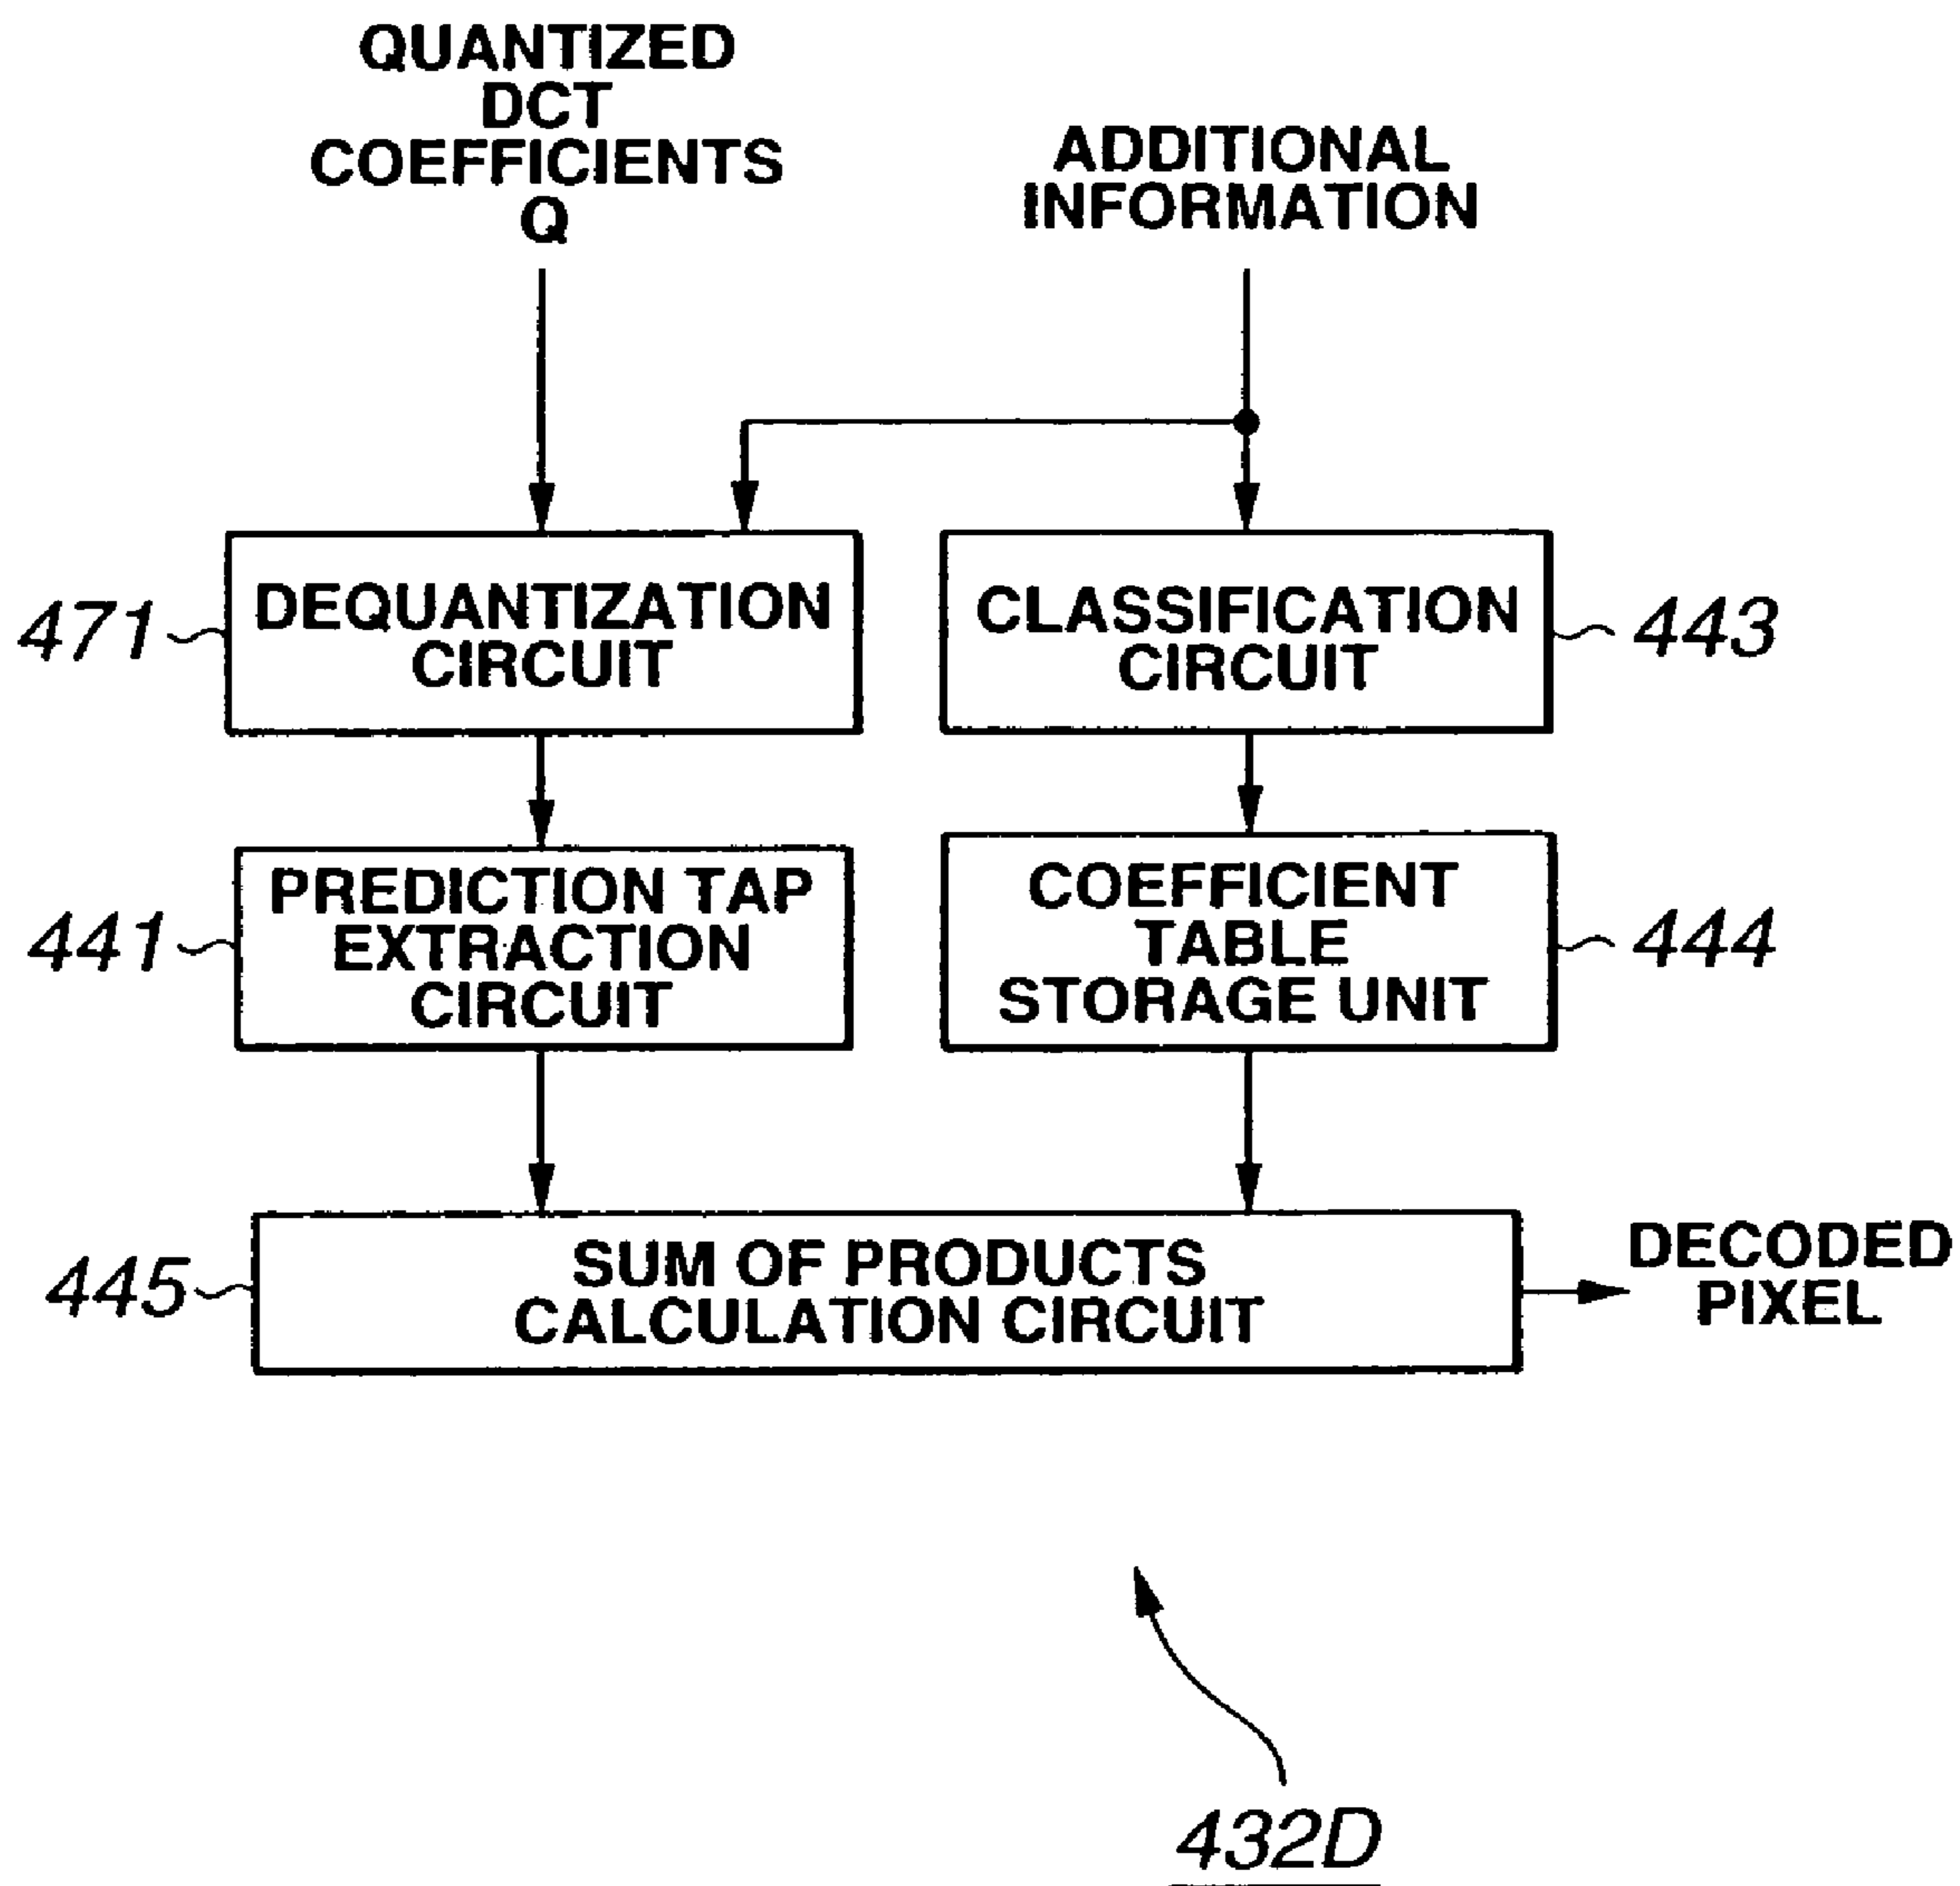 QUANTIZED
DCT
COEFFICIENTS
Q
ADDITIONAL
INFORMATION
471
DEQUANTIZATION
CIRCUIT
CLASSIFICATION
CIRCUIT
443
441
PREDICTION TAP
EXTRACTION
CIRCUIT
COEFFICIENT
TABLE
STORAGE UNIT
444
445
SUM OF PRODUCTS
CALCULATION CIRCUIT
DECODED
PIXEL
432D